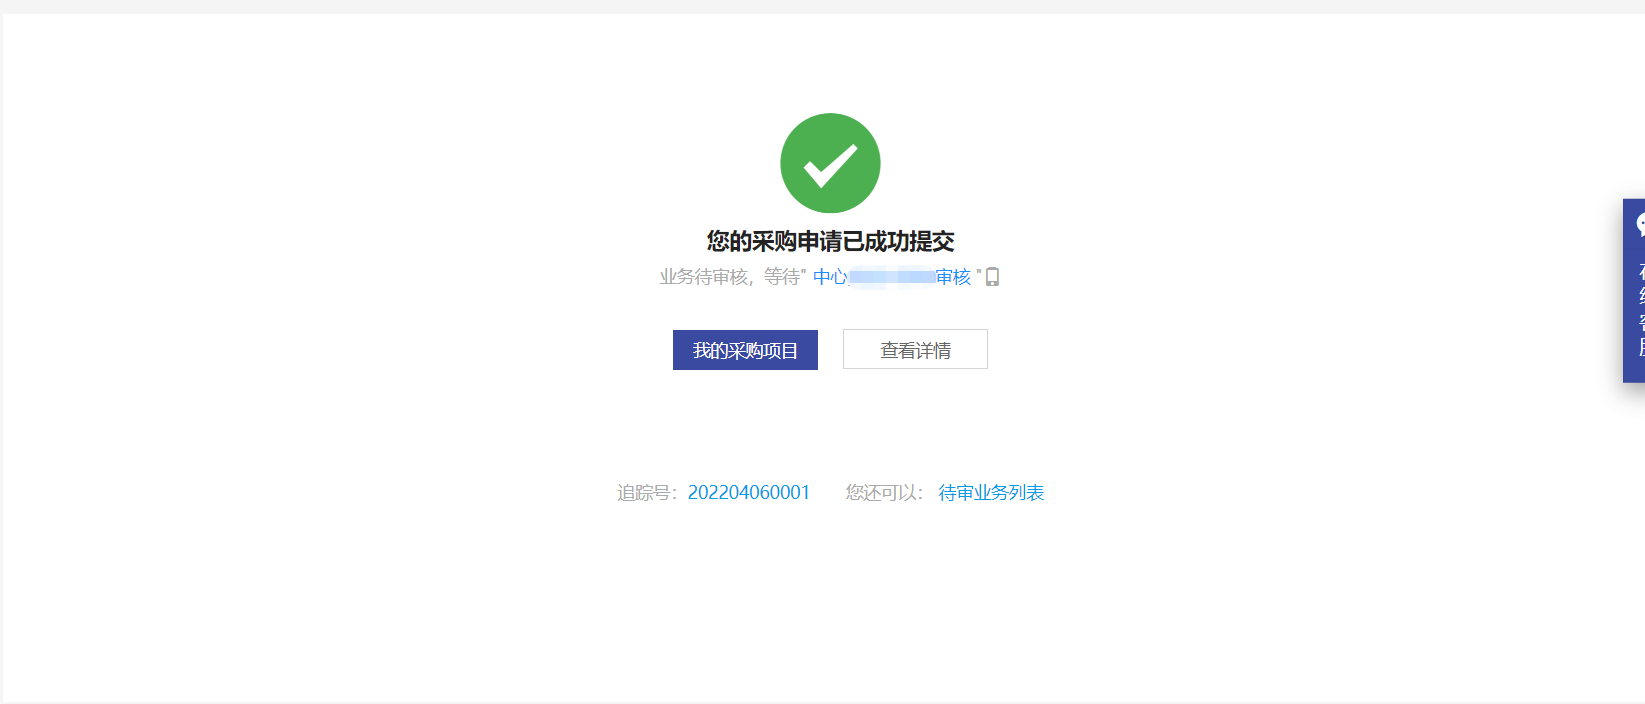 您的采购申请已成功提交
业务待审核，等待" 中心 审核 "
我的采购项目
查看详情
追踪号：202204060001 您还可以： 待审业务列表